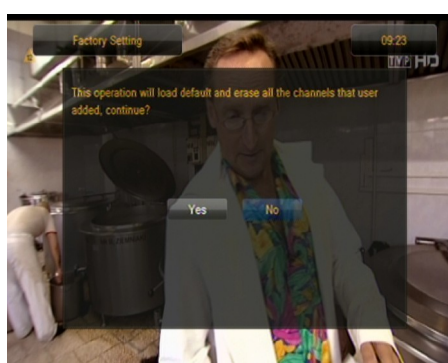 Factory Setting
09:23
TVP HD
This operation will load default and erase all the channels that user
added, continue?
Yes
No